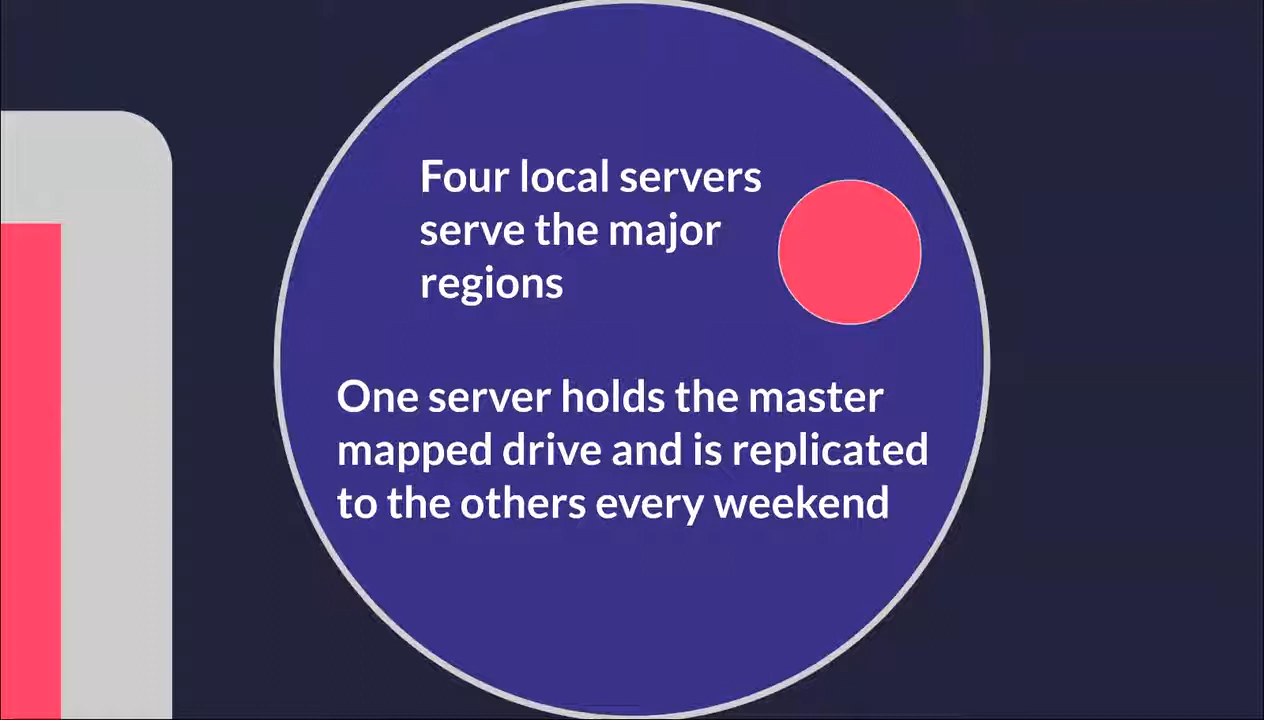 Four local servers
serve the major
regions
One server holds the master
mapped drive and is replicated
to the others every weekend